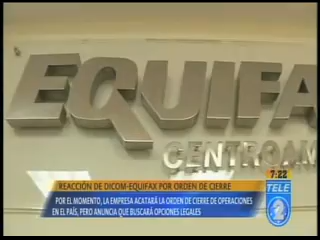 EQUIFA
CENTROAM
7:22
REACCIÓN DE DICOM-EQUIFAX POR ORDEN DE CIERRE
TELE
2
POR EL MOMENTO, LA EMPRESA ACATARÁ LA ORDEN DE CIERRE DE OPERACIONES
EN EL PAÍS, PERO ANUNCIA QUE BUSCARÁ OPCIONES LEGALES